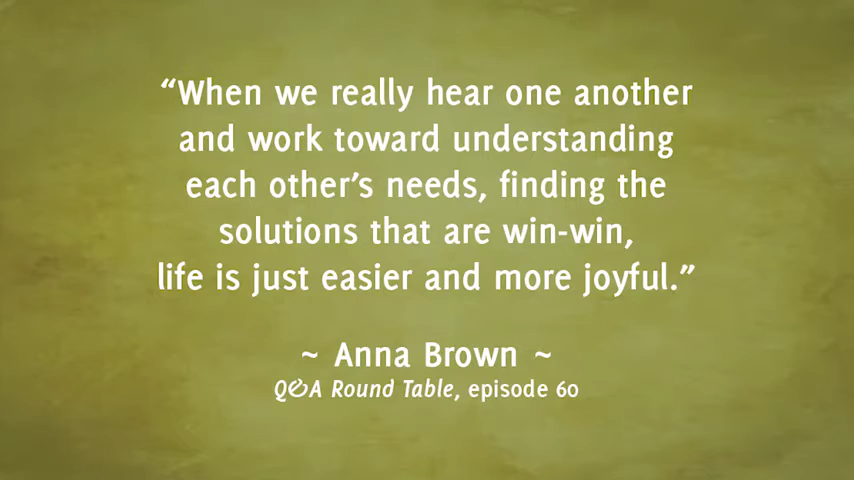 “When we really hear one another
and work toward understanding
each other’s needs, finding the
solutions that are win-win,
life is just easier and more joyful.”
~ Anna Brown ~
Q&A Round Table, episode 60